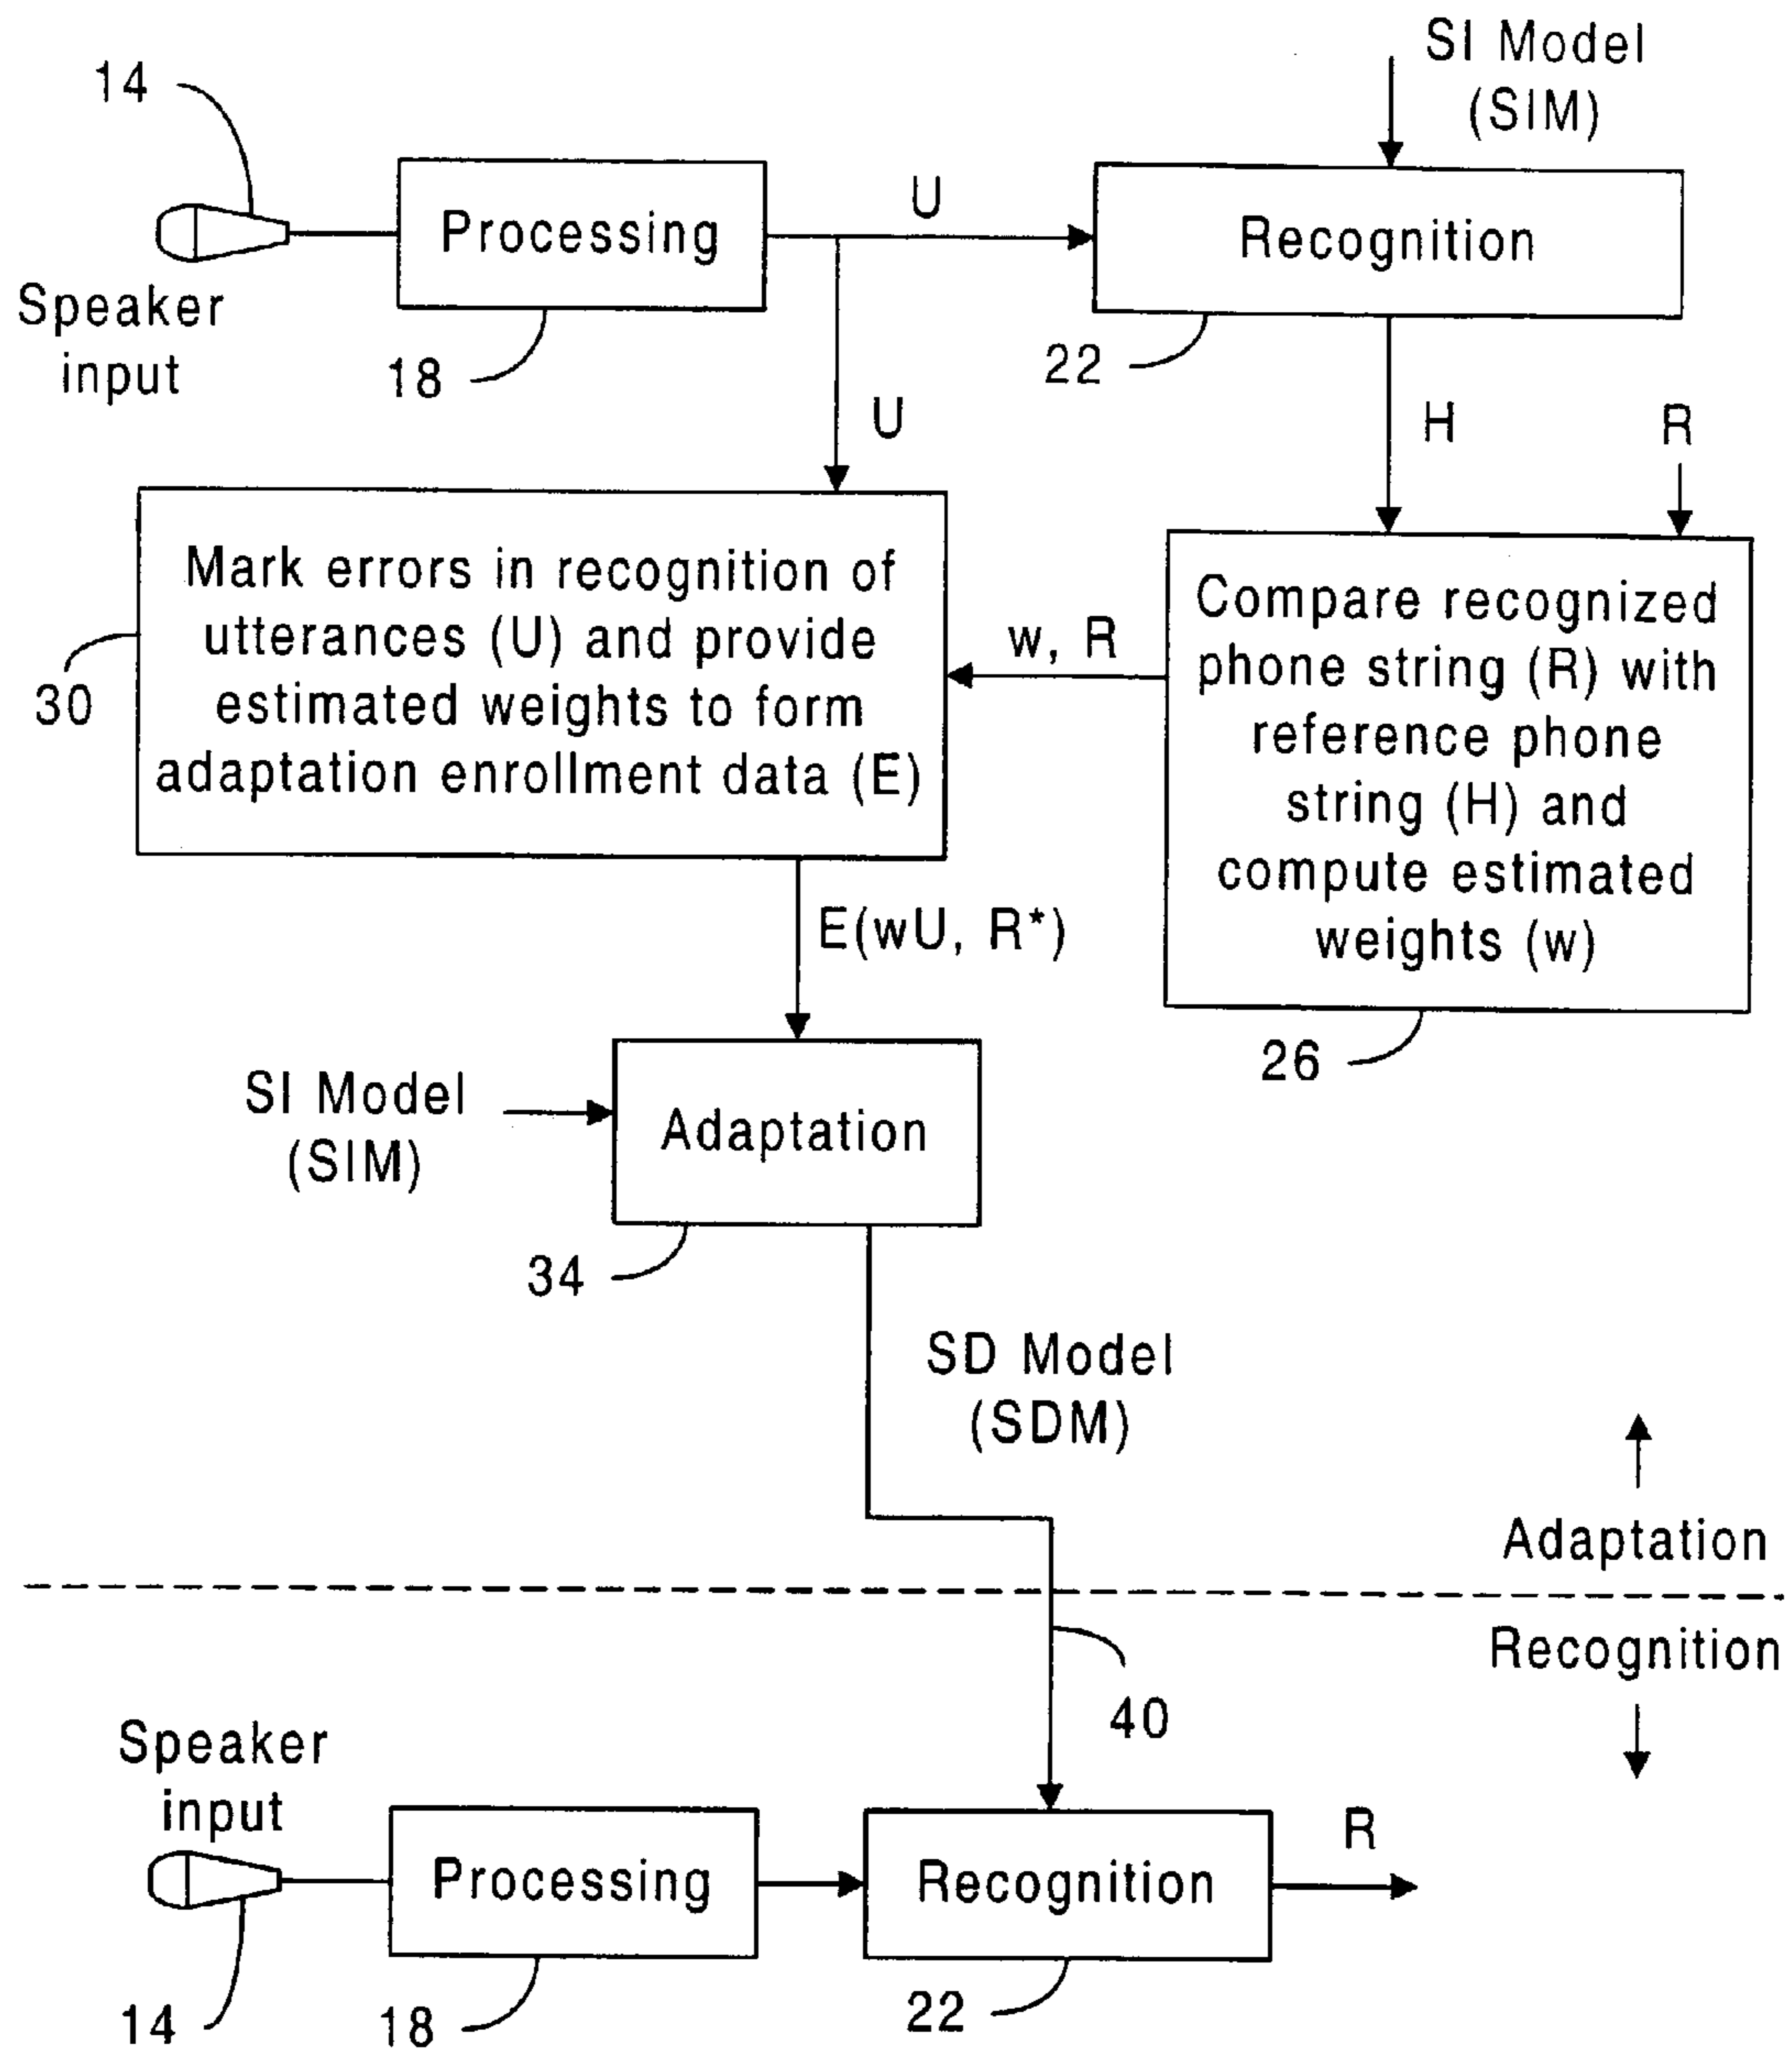 SI Model
(SIM)
14
Processing
U
Recognition
Speaker
input
18
22
U
H
R
Mark errors in recognition of
utterances (U) and provide
estimated weights to form
adaptation enrollment data (E)
30
w, R
Compare recognized
phone string (R) with
reference phone
string (H) and
compute estimated
weights (w)
26
E(wU, R*)
SI Model
(SIM)
Adaptation
34
SD Model
(SDM)
Adaptation
Recognition
40
Speaker
input
Processing
Recognition
R
14
18
22